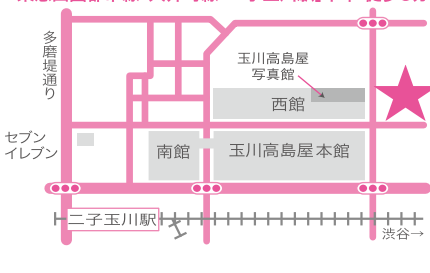 多摩堤通り
玉川高島屋
写真館
西館
セブン
イレブン
南館
玉川高島屋本館
二子玉川駅
渋谷→